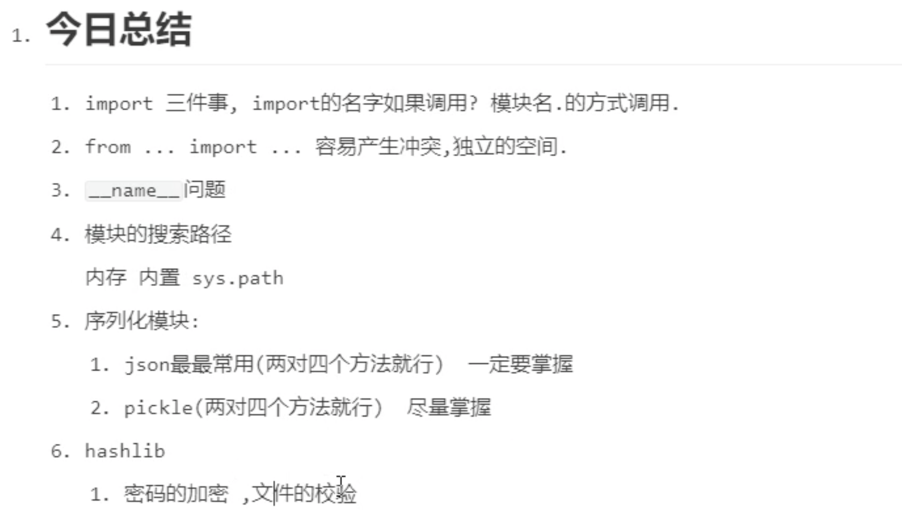 1. 今日总结
1. import 三件事, import的名字如果调用? 模块名.的方式调用.
2. from ... import ... 容易产生冲突,独立的空间.
3. __name__问题
4. 模块的搜索路径
内存 内置 sys.path
5. 序列化模块:
1. json最最常用(两对四个方法就行) 一定要掌握
2. pickle(两对四个方法就行) 尽量掌握
6. hashlib
1. 密码的加密 ,文件的校验